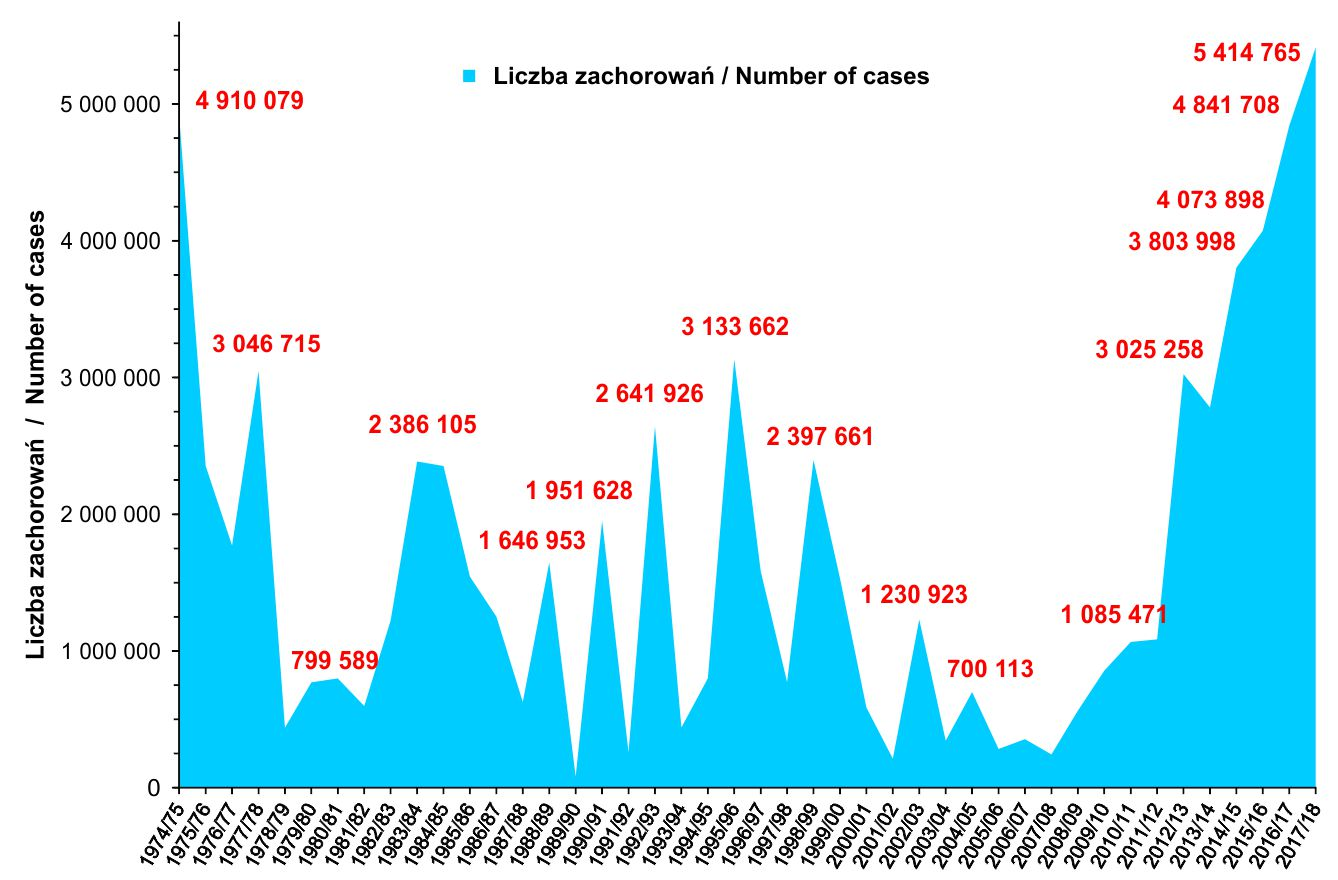 Liczba zachorowań / Number of cases
5 414 765
4 910 079
4 841 708
4 073 898
3 803 998
3 046 715
3 133 662
3 025 258
2 641 926
2 386 105
2 397 661
1 951 628
1 646 953
1 230 923
1 085 471
799 589
700 113
Liczba zachorowań / Number of cases
5 000 000
4 000 000
3 000 000
2 000 000
1 000 000
0
1974/75
1975/76
1976/77
1977/78
1978/79
1979/80
1980/81
1981/82
1982/83
1983/84
1984/85
1985/86
1986/87
1987/88
1988/89
1989/90
1990/91
1991/92
1992/93
1993/94
1994/95
1995/96
1996/97
1997/98
1998/99
1999/00
2000/01
2001/02
2002/03
2003/04
2004/05
2005/06
2006/07
2007/08
2008/09
2009/10
2010/11
2011/12
2012/13
2013/14
2014/15
2015/16
2016/17
2017/18